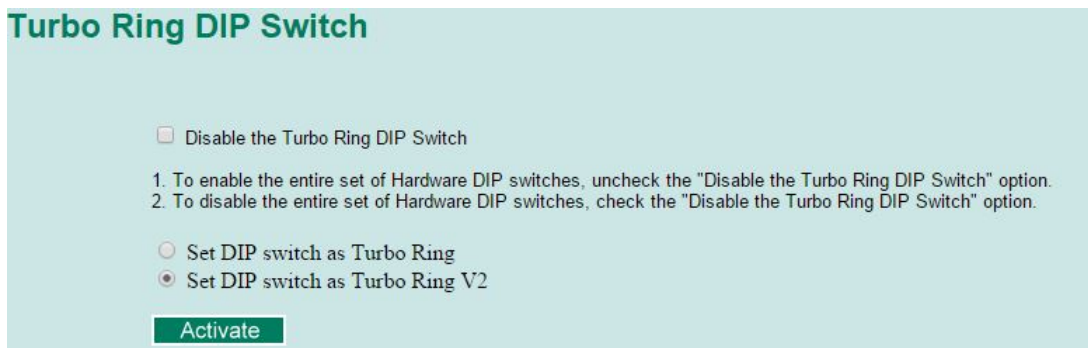 Turbo Ring DIP Switch
Disable the Turbo Ring DIP Switch
1. To enable the entire set of Hardware DIP switches, uncheck the "Disable the Turbo Ring DIP Switch" option.
2. To disable the entire set of Hardware DIP switches, check the "Disable the Turbo Ring DIP Switch" option.
Set DIP switch as Turbo Ring
Set DIP switch as Turbo Ring V2
Activate